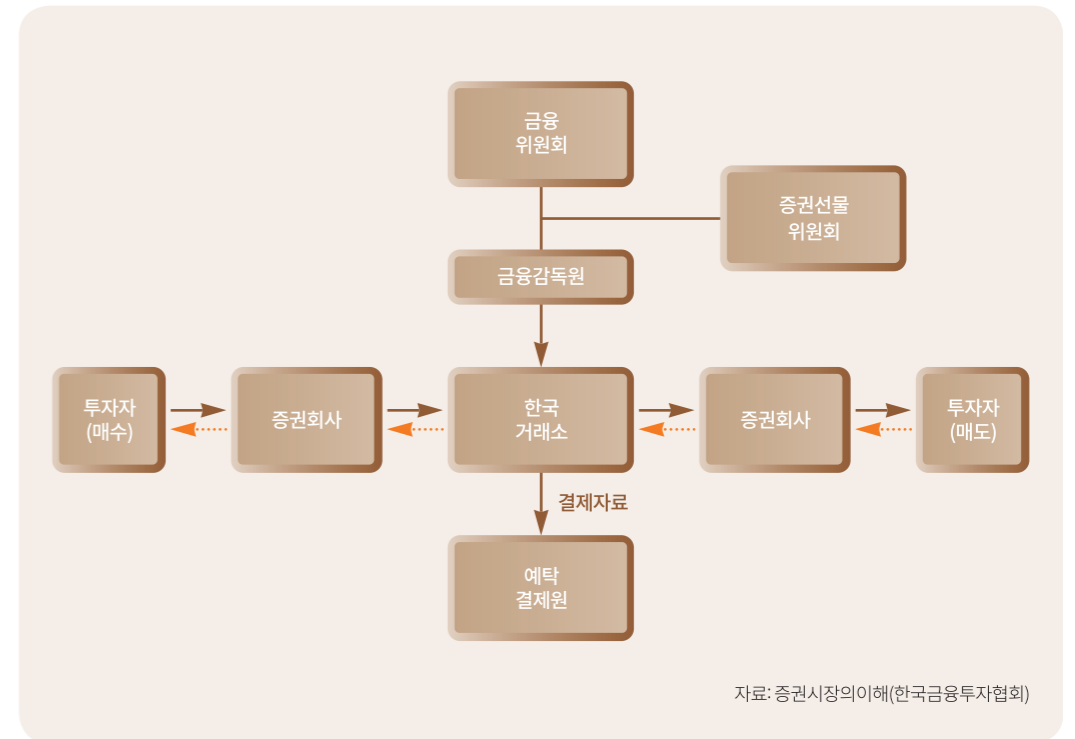 금융
위원회
증권선물
위원회
금융감독원
투자자
(매수)
증권회사
한국
거래소
증권회사
투자자
(매도)
결제자료
예탁
결제원
자료: 증권시장의이해(한국금융투자협회)